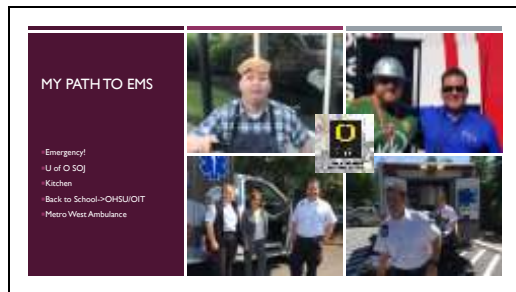 MY PATH TO EMS
Emergency!
U of O SOJ
Kitchen
Back to School->OHSU/OIT
Metro West Ambulance
O